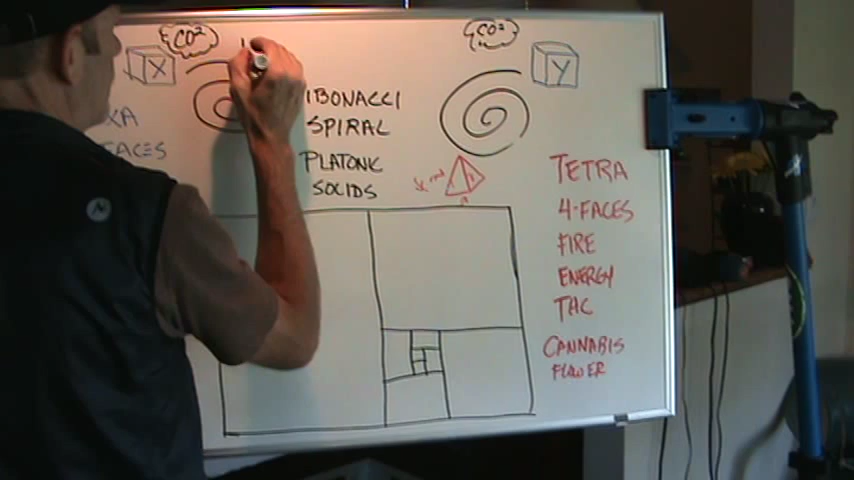 CO²
X
CO²
Y
IBONACCI
SPIRAL
PLATONIC
SOLIDS
XA
FACES
TETRA
4-FACES
FIRE
ENERGY
THC
CANNABIS
FLOWER